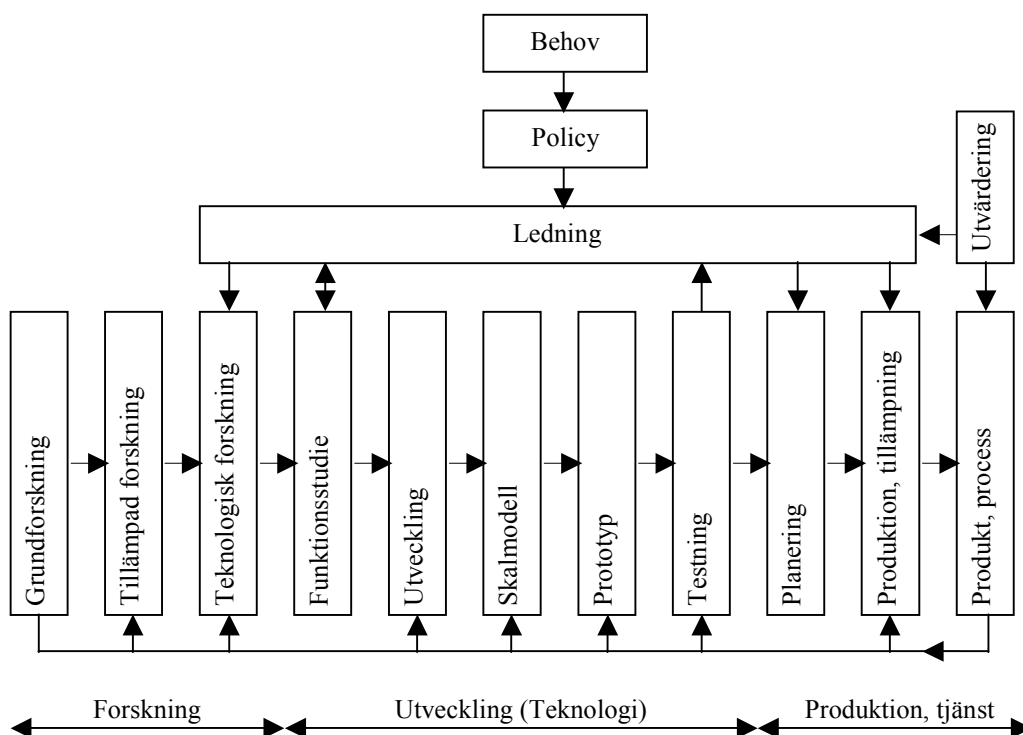 Behov
Policy
Utvärdering
Ledning
Grundforskning
Tillämpad forskning
Teknologisk forskning
Funktionsstudie
Utveckling
Skalmodell
Prototyp
Testning
Planering
Produktion, tillämpning
Produkt, process
Forskning
Utveckling (Teknologi)
Produktion, tjänst